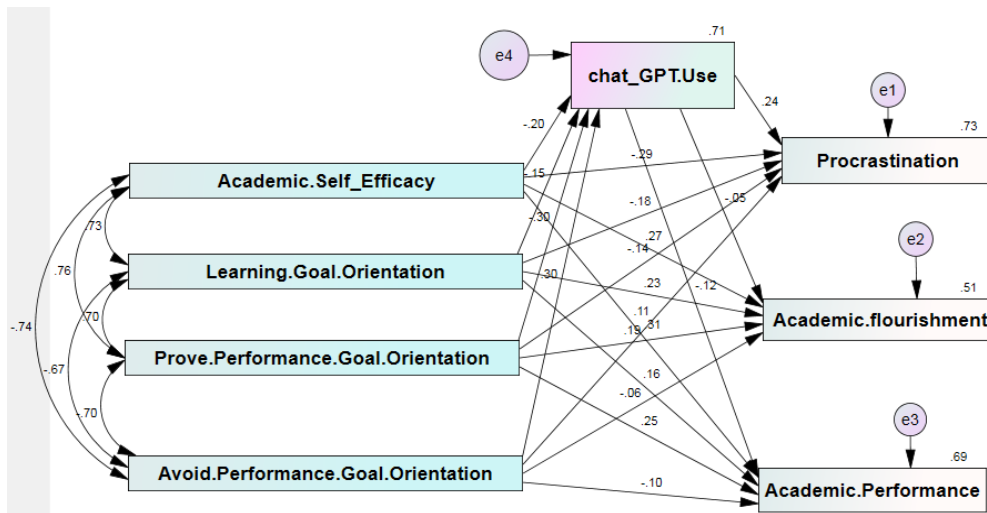 .71
e4
chat_GPT.Use
.24
e1
.73
-.20
Procrastination
-.29
-.15
Academic.Self_Efficacy
-.18
-.05
-.30
.73
.27
-.14
e2
.76
Learning.Goal.Orientation
.30
.23
-.12
.51
.70
.11
Academic.flourishment
-.74
.19
.31
Prove.Performance.Goal.Orientation
-.67
.16
-.06
-.70
.25
e3
.69
Avoid.Performance.Goal.Orientation
-.10
Academic.Performance